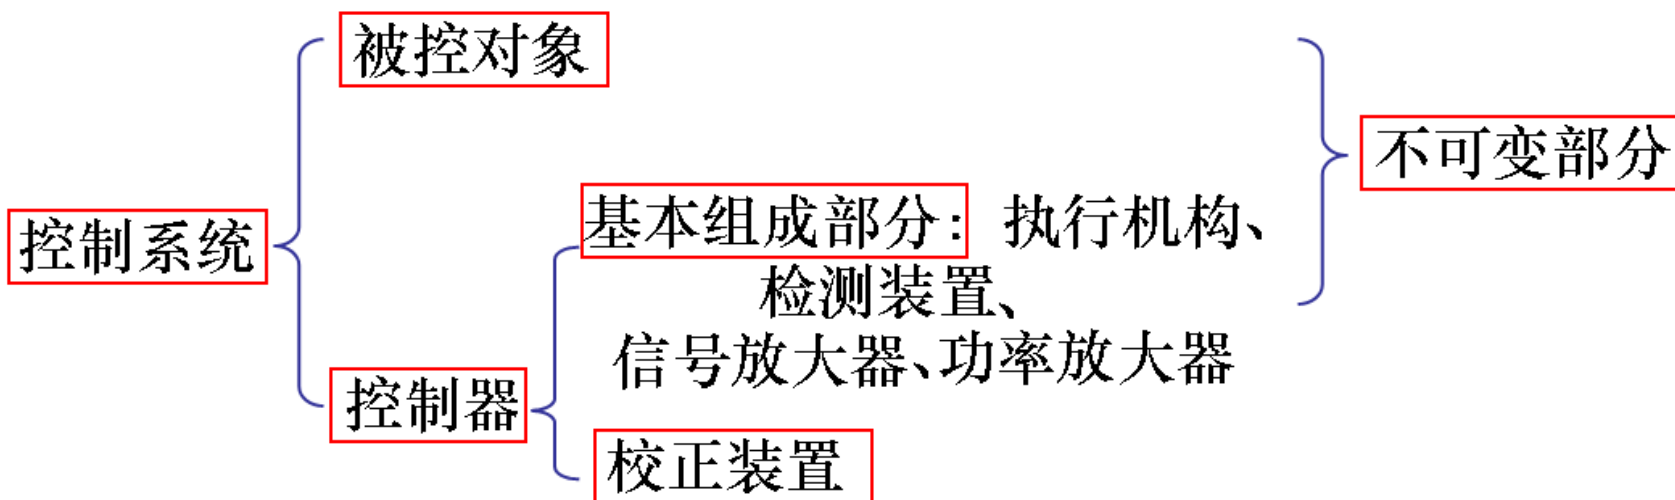 被控对象
不可变部分
基本组成部分：执行机构、
控制系统
检测装置、
信号放大器、功率放大器
控制器
校正装置